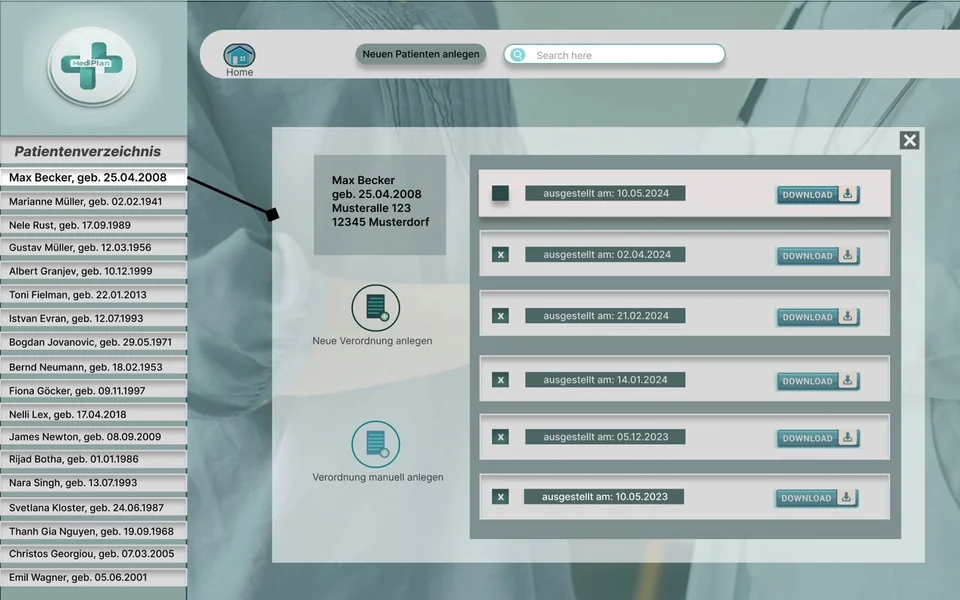 MediPlan
Home
Neuen Patienten anlegen
Search here
Patientenverzeichnis
Max Becker, geb. 25.04.2008
Marianne Müller, geb. 02.02.1941
Nele Rust, geb. 17.09.1989
Gustav Müller, geb. 12.03.1956
Albert Granjev, geb. 10.12.1999
Toni Fielman, geb. 22.01.2013
Istvan Evran, geb. 12.07.1993
Bogdan Jovanovic, geb. 29.05.1971
Bernd Neumann, geb. 18.02.1953
Fiona Göcker, geb. 09.11.1997
Nelli Lex, geb. 17.04.2018
James Newton, geb. 08.09.2009
Rijad Botha, geb. 01.01.1986
Nara Singh, geb. 13.07.1993
Svetlana Kloster, geb. 24.06.1987
Thanh Gia Nguyen, geb. 19.09.1968
Christos Georgiou, geb. 07.03.2005
Emil Wagner, geb. 05.06.2001
Max Becker
geb. 25.04.2008
Musteralle 123
12345 Musterdorf
Neue Verordnung anlegen
Verordnung manuell anlegen
ausgestellt am: 10.05.2024 DOWNLOAD
x ausgestellt am: 02.04.2024 DOWNLOAD
x ausgestellt am: 21.02.2024 DOWNLOAD
x ausgestellt am: 14.01.2024 DOWNLOAD
x ausgestellt am: 05.12.2023 DOWNLOAD
x ausgestellt am: 10.05.2023 DOWNLOAD